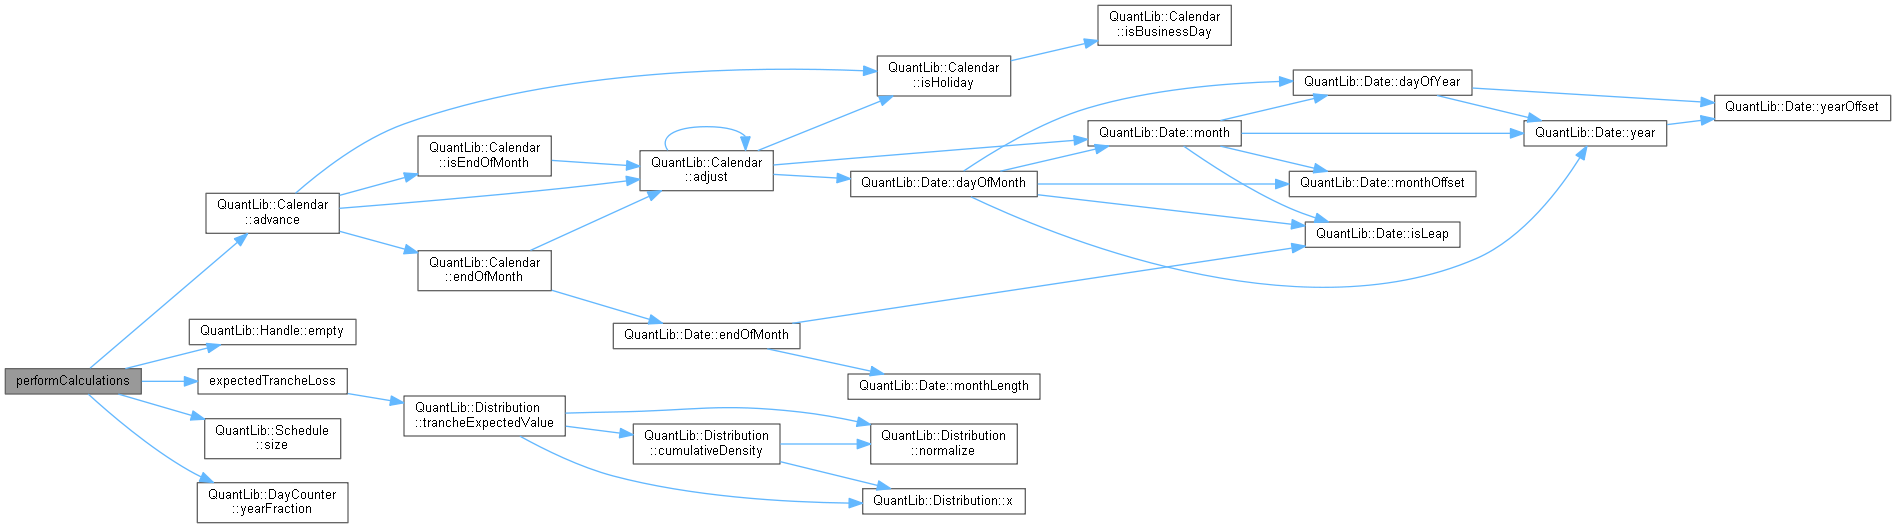 performCalculations
QuantLib::Calendar
::advance
QuantLib::Handle::empty
expectedTrancheLoss
QuantLib::Schedule
::size
QuantLib::DayCounter
::yearFraction
QuantLib::Calendar
::isEndOfMonth
QuantLib::Calendar
::endOfMonth
QuantLib::Distribution
::trancheExpectedValue
QuantLib::Calendar
::adjust
QuantLib::Date::endOfMonth
QuantLib::Distribution
::cumulativeDensity
QuantLib::Calendar
::isHoliday
QuantLib::Date::dayOfMonth
QuantLib::Date::monthLength
QuantLib::Distribution
::normalize
QuantLib::Distribution::x
QuantLib::Calendar
::isBusinessDay
QuantLib::Date::month
QuantLib::Date::dayOfYear
QuantLib::Date::monthOffset
QuantLib::Date::isLeap
QuantLib::Date::year
QuantLib::Date::yearOffset